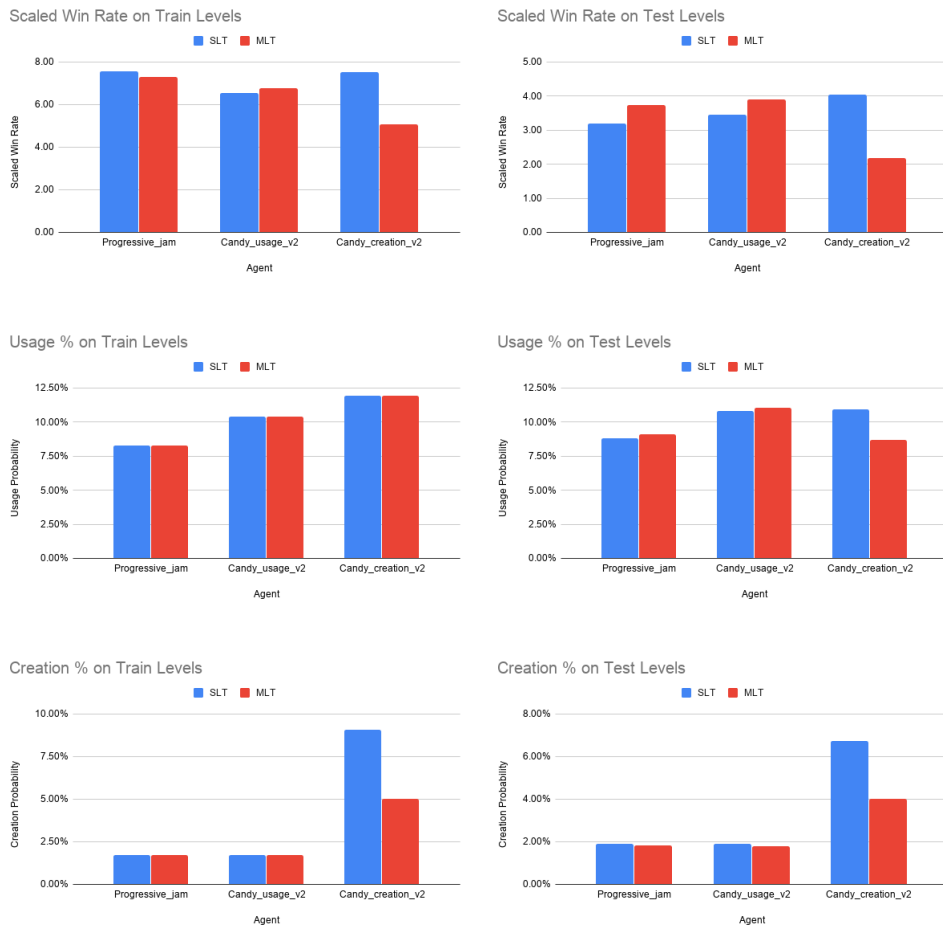 Scaled Win Rate on Train Levels
SLT MLT
8.00
6.00
4.00
2.00
0.00
Scaled Win Rate
Progressive_jam Candy_usage_v2 Candy_creation_v2
Agent
Scaled Win Rate on Test Levels
SLT MLT
5.00
4.00
3.00
2.00
1.00
0.00
Scaled Win Rate
Progressive_jam Candy_usage_v2 Candy_creation_v2
Agent
Usage % on Train Levels
SLT MLT
12.50%
10.00%
7.50%
5.00%
2.50%
0.00%
Usage Probability
Progressive_jam Candy_usage_v2 Candy_creation_v2
Agent
Usage % on Test Levels
SLT MLT
12.50%
10.00%
7.50%
5.00%
2.50%
0.00%
Usage Probability
Progressive_jam Candy_usage_v2 Candy_creation_v2
Agent
Creation % on Train Levels
SLT MLT
10.00%
7.50%
5.00%
2.50%
0.00%
Creation Probability
Progressive_jam Candy_usage_v2 Candy_creation_v2
Agent
Creation % on Test Levels
SLT MLT
8.00%
6.00%
4.00%
2.00%
0.00%
Creation Probability
Progressive_jam Candy_usage_v2 Candy_creation_v2
Agent